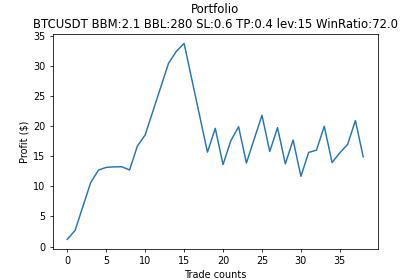 Portfolio
BTCUSDT BBM:2.1 BBL:280 SL:0.6 TP:0.4 lev:15 WinRatio:72.0
35
30
25
20
15
10
5
0
Profit ($)
0 5 10 15 20 25 30 35
Trade counts